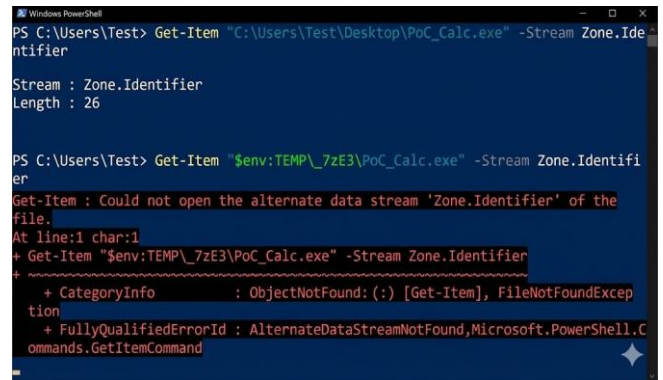 Windows PowerShell
PS C:\Users\Test> Get-Item "C:\Users\Test\Desktop\PoC_Calc.exe" -Stream Zone.Ide
ntifier
Stream : Zone.Identifier
Length : 26
PS C:\Users\Test> Get-Item "$env:TEMP\_7zE3\PoC_Calc.exe" -Stream Zone.Identifi
er
Get-Item : Could not open the alternate data stream 'Zone.Identifier' of the
file.
At line:1 char:1
+ Get-Item "$env:TEMP\_7zE3\PoC_Calc.exe" -Stream Zone.Identifier
+ ~~~~~~~~~~~~~~~~~~~~~~~~~~~~~~~~~~~~~~~~~~~~~~~~~~~~~~~~~~~~~~~
+ CategoryInfo : ObjectNotFound: (:) [Get-Item], FileNotFoundExcep
tion
+ FullyQualifiedErrorId : AlternateDataStreamNotFound,Microsoft.PowerShell.C
ommands.GetItemCommand